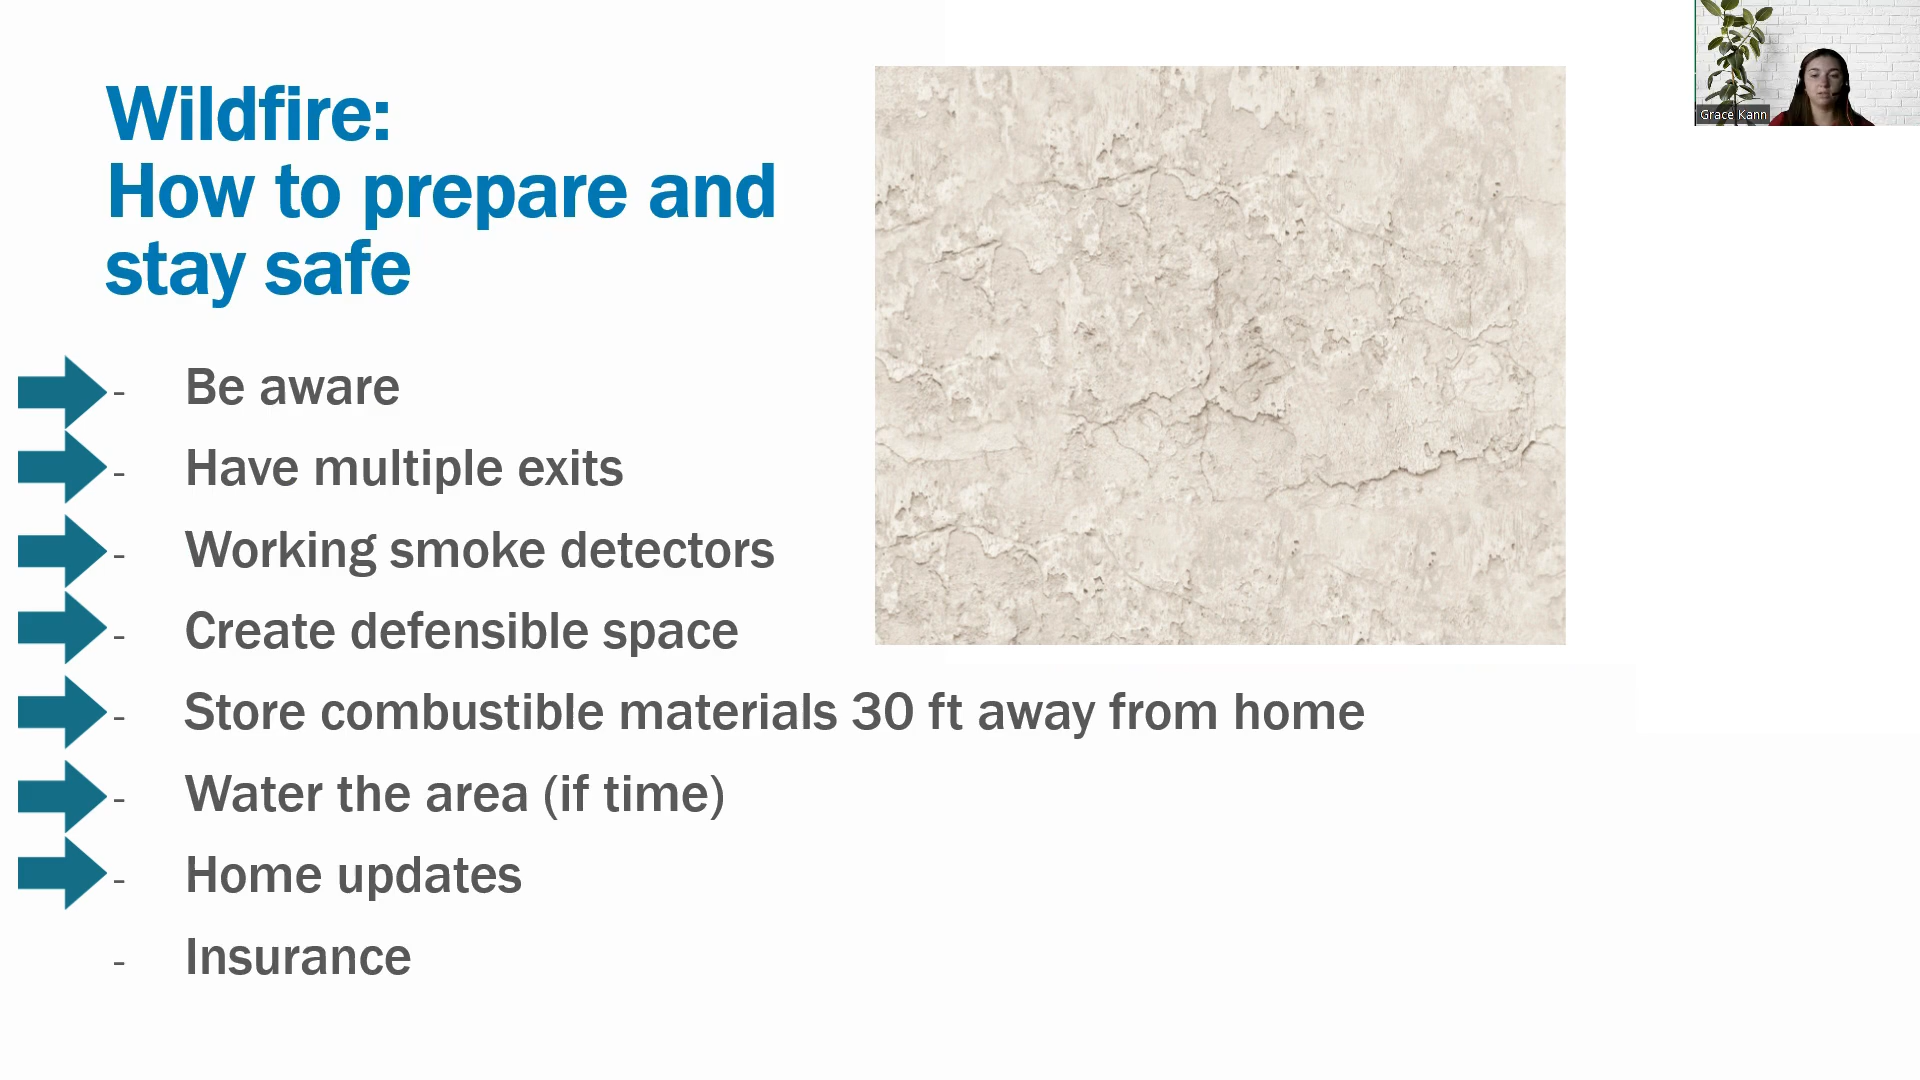 Wildfire:
How to prepare and
stay safe
- Be aware
- Have multiple exits
- Working smoke detectors
- Create defensible space
- Store combustible materials 30 ft away from home
- Water the area (if time)
- Home updates
- Insurance
Grace Kann